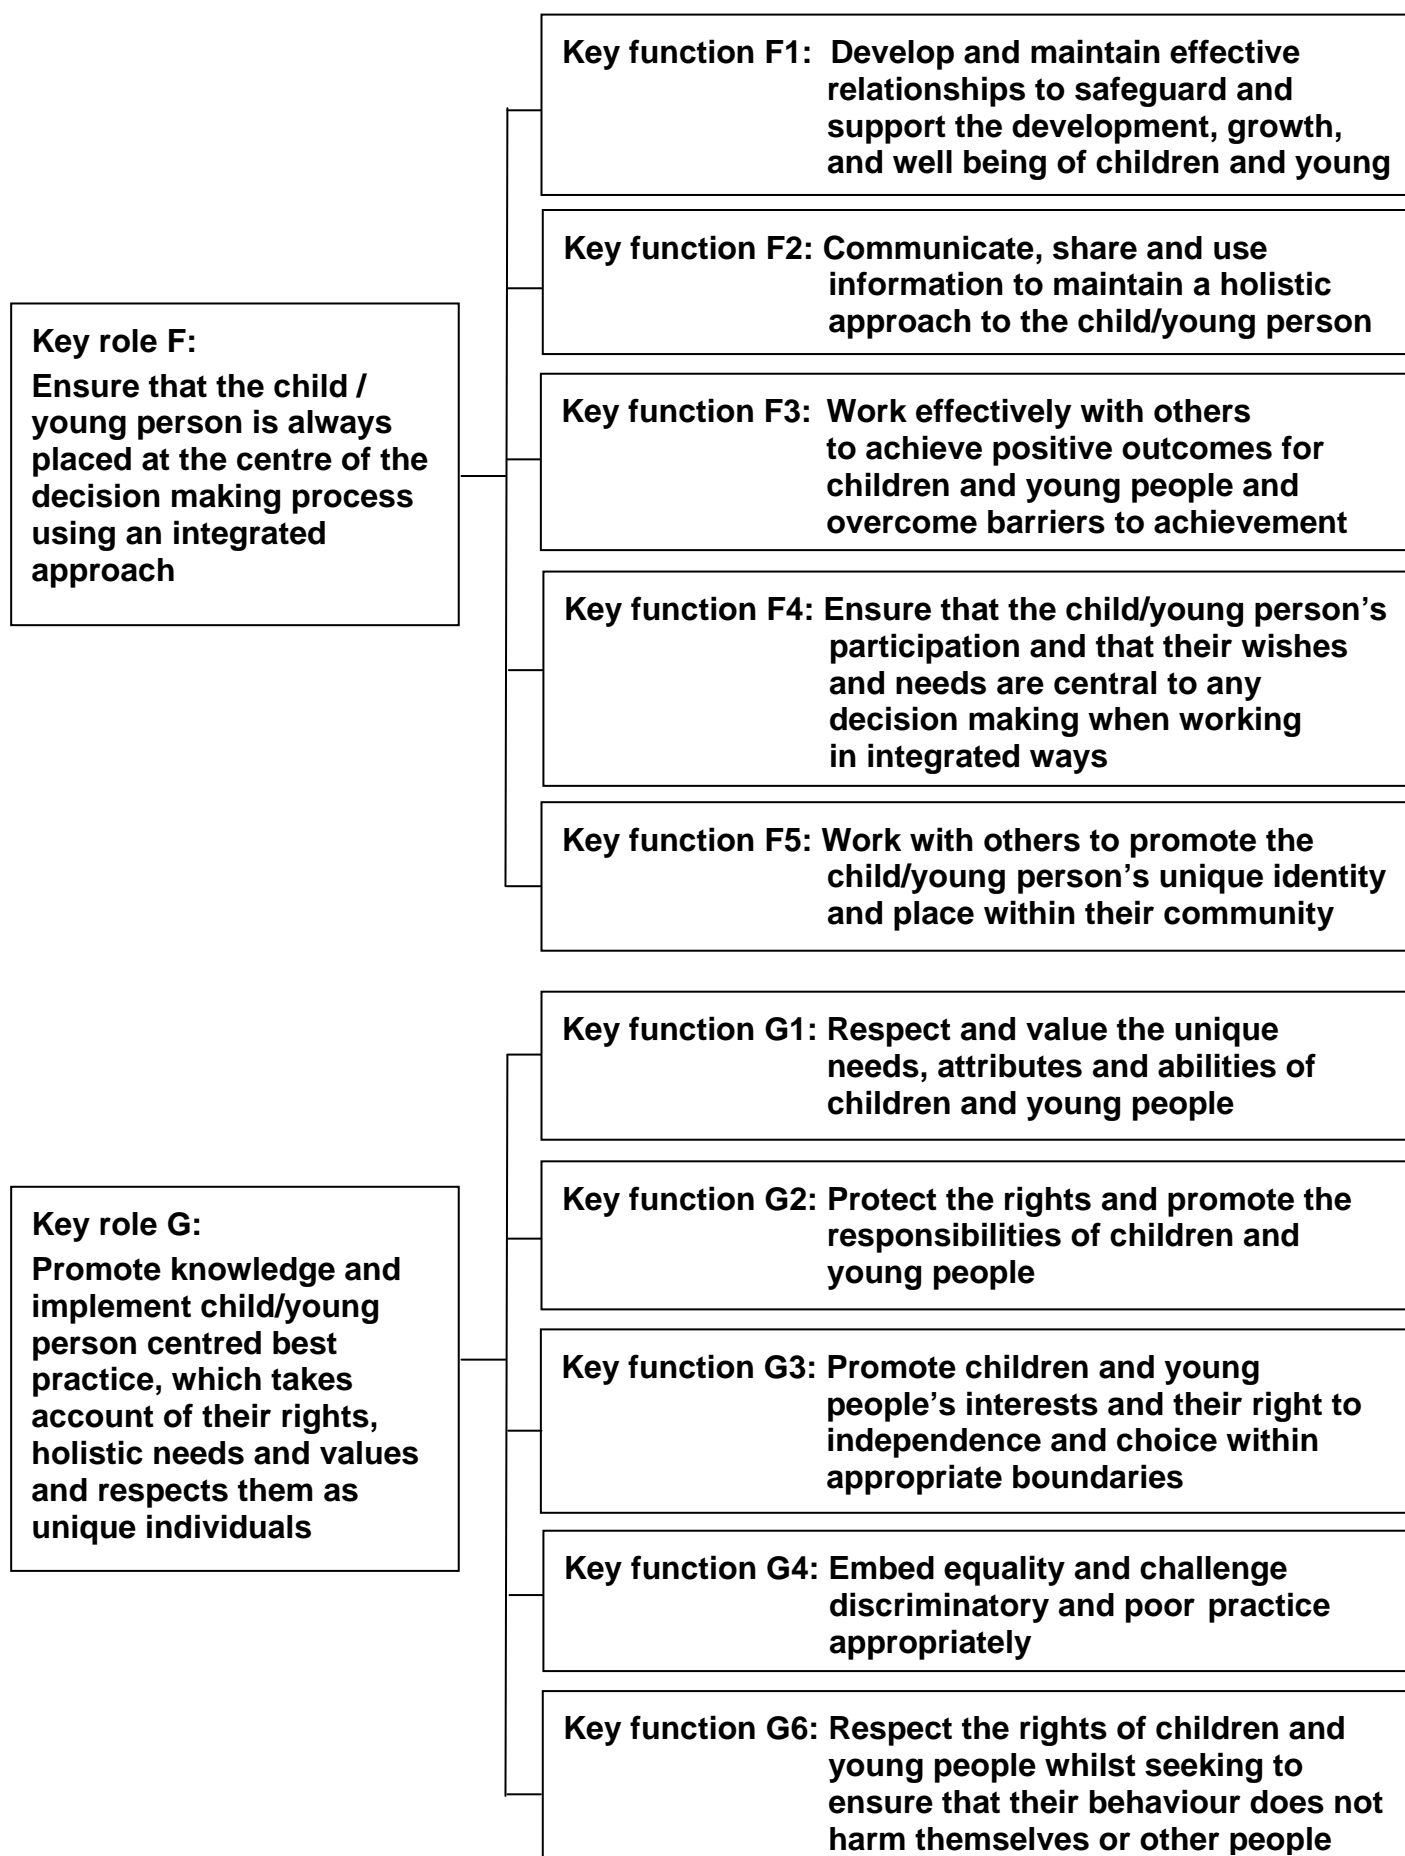 Key function F1: Develop and maintain effective
relationships to safeguard and
support the development, growth,
and well being of children and young
Key function F2: Communicate, share and use
information to maintain a holistic
approach to the child/young person
Key role F:
Ensure that the child /
young person is always
placed at the centre of the
decision making process
using an integrated
approach
Key function F3: Work effectively with others
to achieve positive outcomes for
children and young people and
overcome barriers to achievement
Key function F4: Ensure that the child/young person’s
participation and that their wishes
and needs are central to any
decision making when working
in integrated ways
Key function F5: Work with others to promote the
child/young person’s unique identity
and place within their community
Key function G1: Respect and value the unique
needs, attributes and abilities of
children and young people
Key function G2: Protect the rights and promote the
responsibilities of children and
young people
Key role G:
Promote knowledge and
implement child/young
person centred best
practice, which takes
account of their rights,
holistic needs and values
and respects them as
unique individuals
Key function G3: Promote children and young
people’s interests and their right to
independence and choice within
appropriate boundaries
Key function G4: Embed equality and challenge
discriminatory and poor practice
appropriately
Key function G6: Respect the rights of children and
young people whilst seeking to
ensure that their behaviour does not
harm themselves or other people